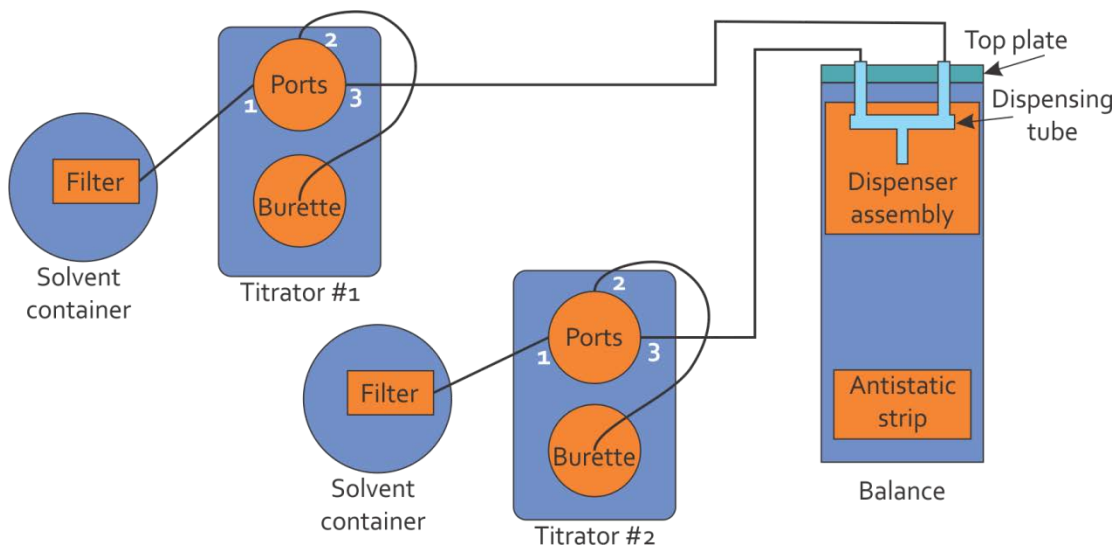 2
Ports
1
3
Filter
Burette
Solvent
container
Titrator #1
Top plate
Dispensing
tube
Dispenser
assembly
2
Ports
1
3
Filter
Burette
Solvent
container
Titrator #2
Antistatic
strip
Balance